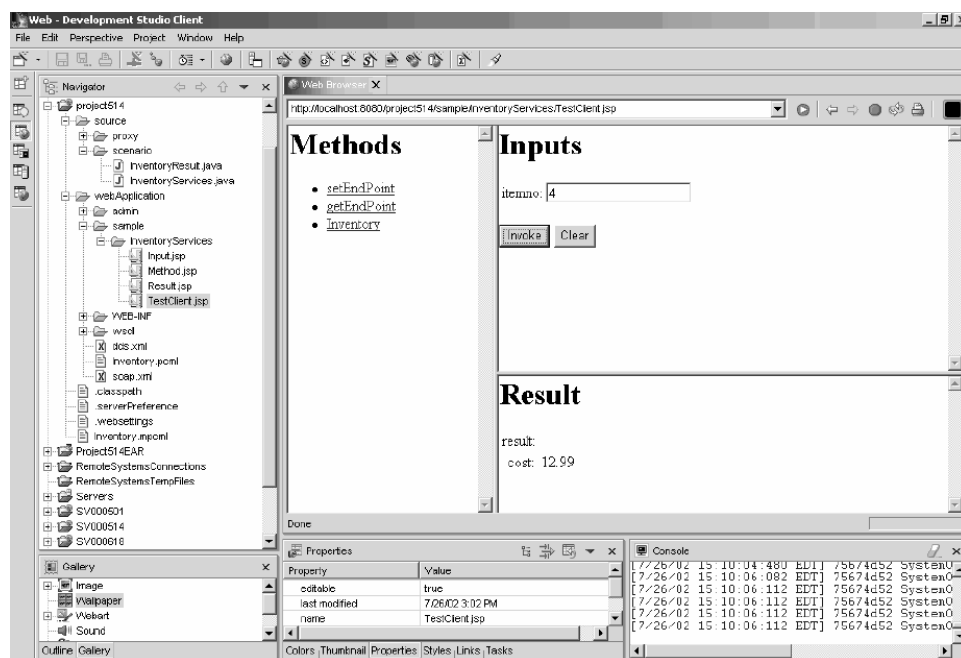 Web - Development Studio Client
File Edit Perspective Project Window Help
Navigator
project514
source
proxy
scenario
InventoryResult.java
InventoryServices.java
webApplication
admin
sample
InventoryServices
Input.jsp
Method.jsp
Result.jsp
TestClient.jsp
WEB-INF
wsdl
dds.xml
inventory.pcml
soap.xml
.classpath
.serverPreference
.websettings
Inventory.mpcml
Project514EAR
RemoteSystemsConnections
RemoteSystemsTempFiles
Servers
SV000501
SV000514
SV000618
Gallery
Image
Wallpaper
Webart
Sound
Outline Gallery
Web Browser X
http://localhost:8080/project514/sample/InventoryServices/TestClient.jsp
Methods
setEndPoint
getEndPoint
Inventory
Inputs
itemno: 4
Invoke Clear
Result
result:
cost: 12.99
Done
Properties
Property Value
editable true
last modified 7/26/02 3:02 PM
name TestClient.jsp
Colors Thumbnail Properties Styles Links Tasks
Console
[7/26/02 15:10:04:480 EDT] 75674d52 SystemO
[7/26/02 15:10:06:082 EDT] 75674d52 SystemO
[7/26/02 15:10:06:112 EDT] 75674d52 SystemO
[7/26/02 15:10:06:112 EDT] 75674d52 SystemO
[7/26/02 15:10:06:112 EDT] 75674d52 SystemO
[7/26/02 15:10:06:112 EDT] 75674d52 SystemO